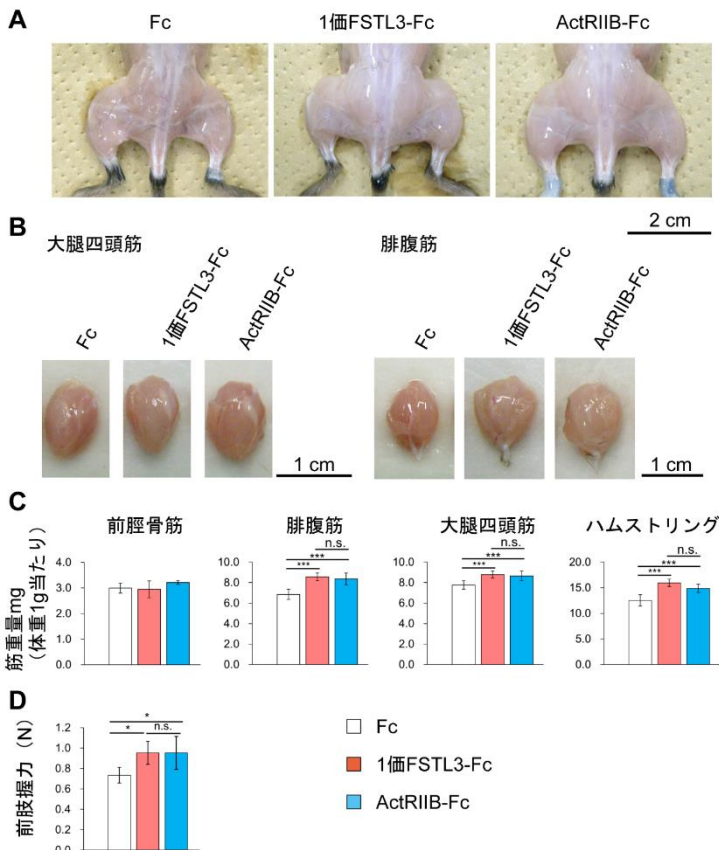 A
Fc
1価FSTL3-Fc
ActRIIB-Fc
2 cm
B
大腿四頭筋
腓腹筋
Fc
1価FSTL3-Fc
ActRIIB-Fc
1 cm
Fc
1価FSTL3-Fc
ActRIIB-Fc
1 cm
C
筋重量mg
（体重1g当たり）
前脛骨筋
4.0
3.0
2.0
1.0
0.0
腓腹筋
n.s.
***
***
10.0
8.0
6.0
4.0
2.0
0.0
大腿四頭筋
n.s.
***
***
10.0
8.0
6.0
4.0
2.0
0.0
ハムストリング
n.s.
***
***
20.0
15.0
10.0
5.0
0.0
D
前肢握力（N）
*
*
n.s.
1.2
1.0
0.8
0.6
0.4
0.2
0.0
Fc
1価FSTL3-Fc
ActRIIB-Fc